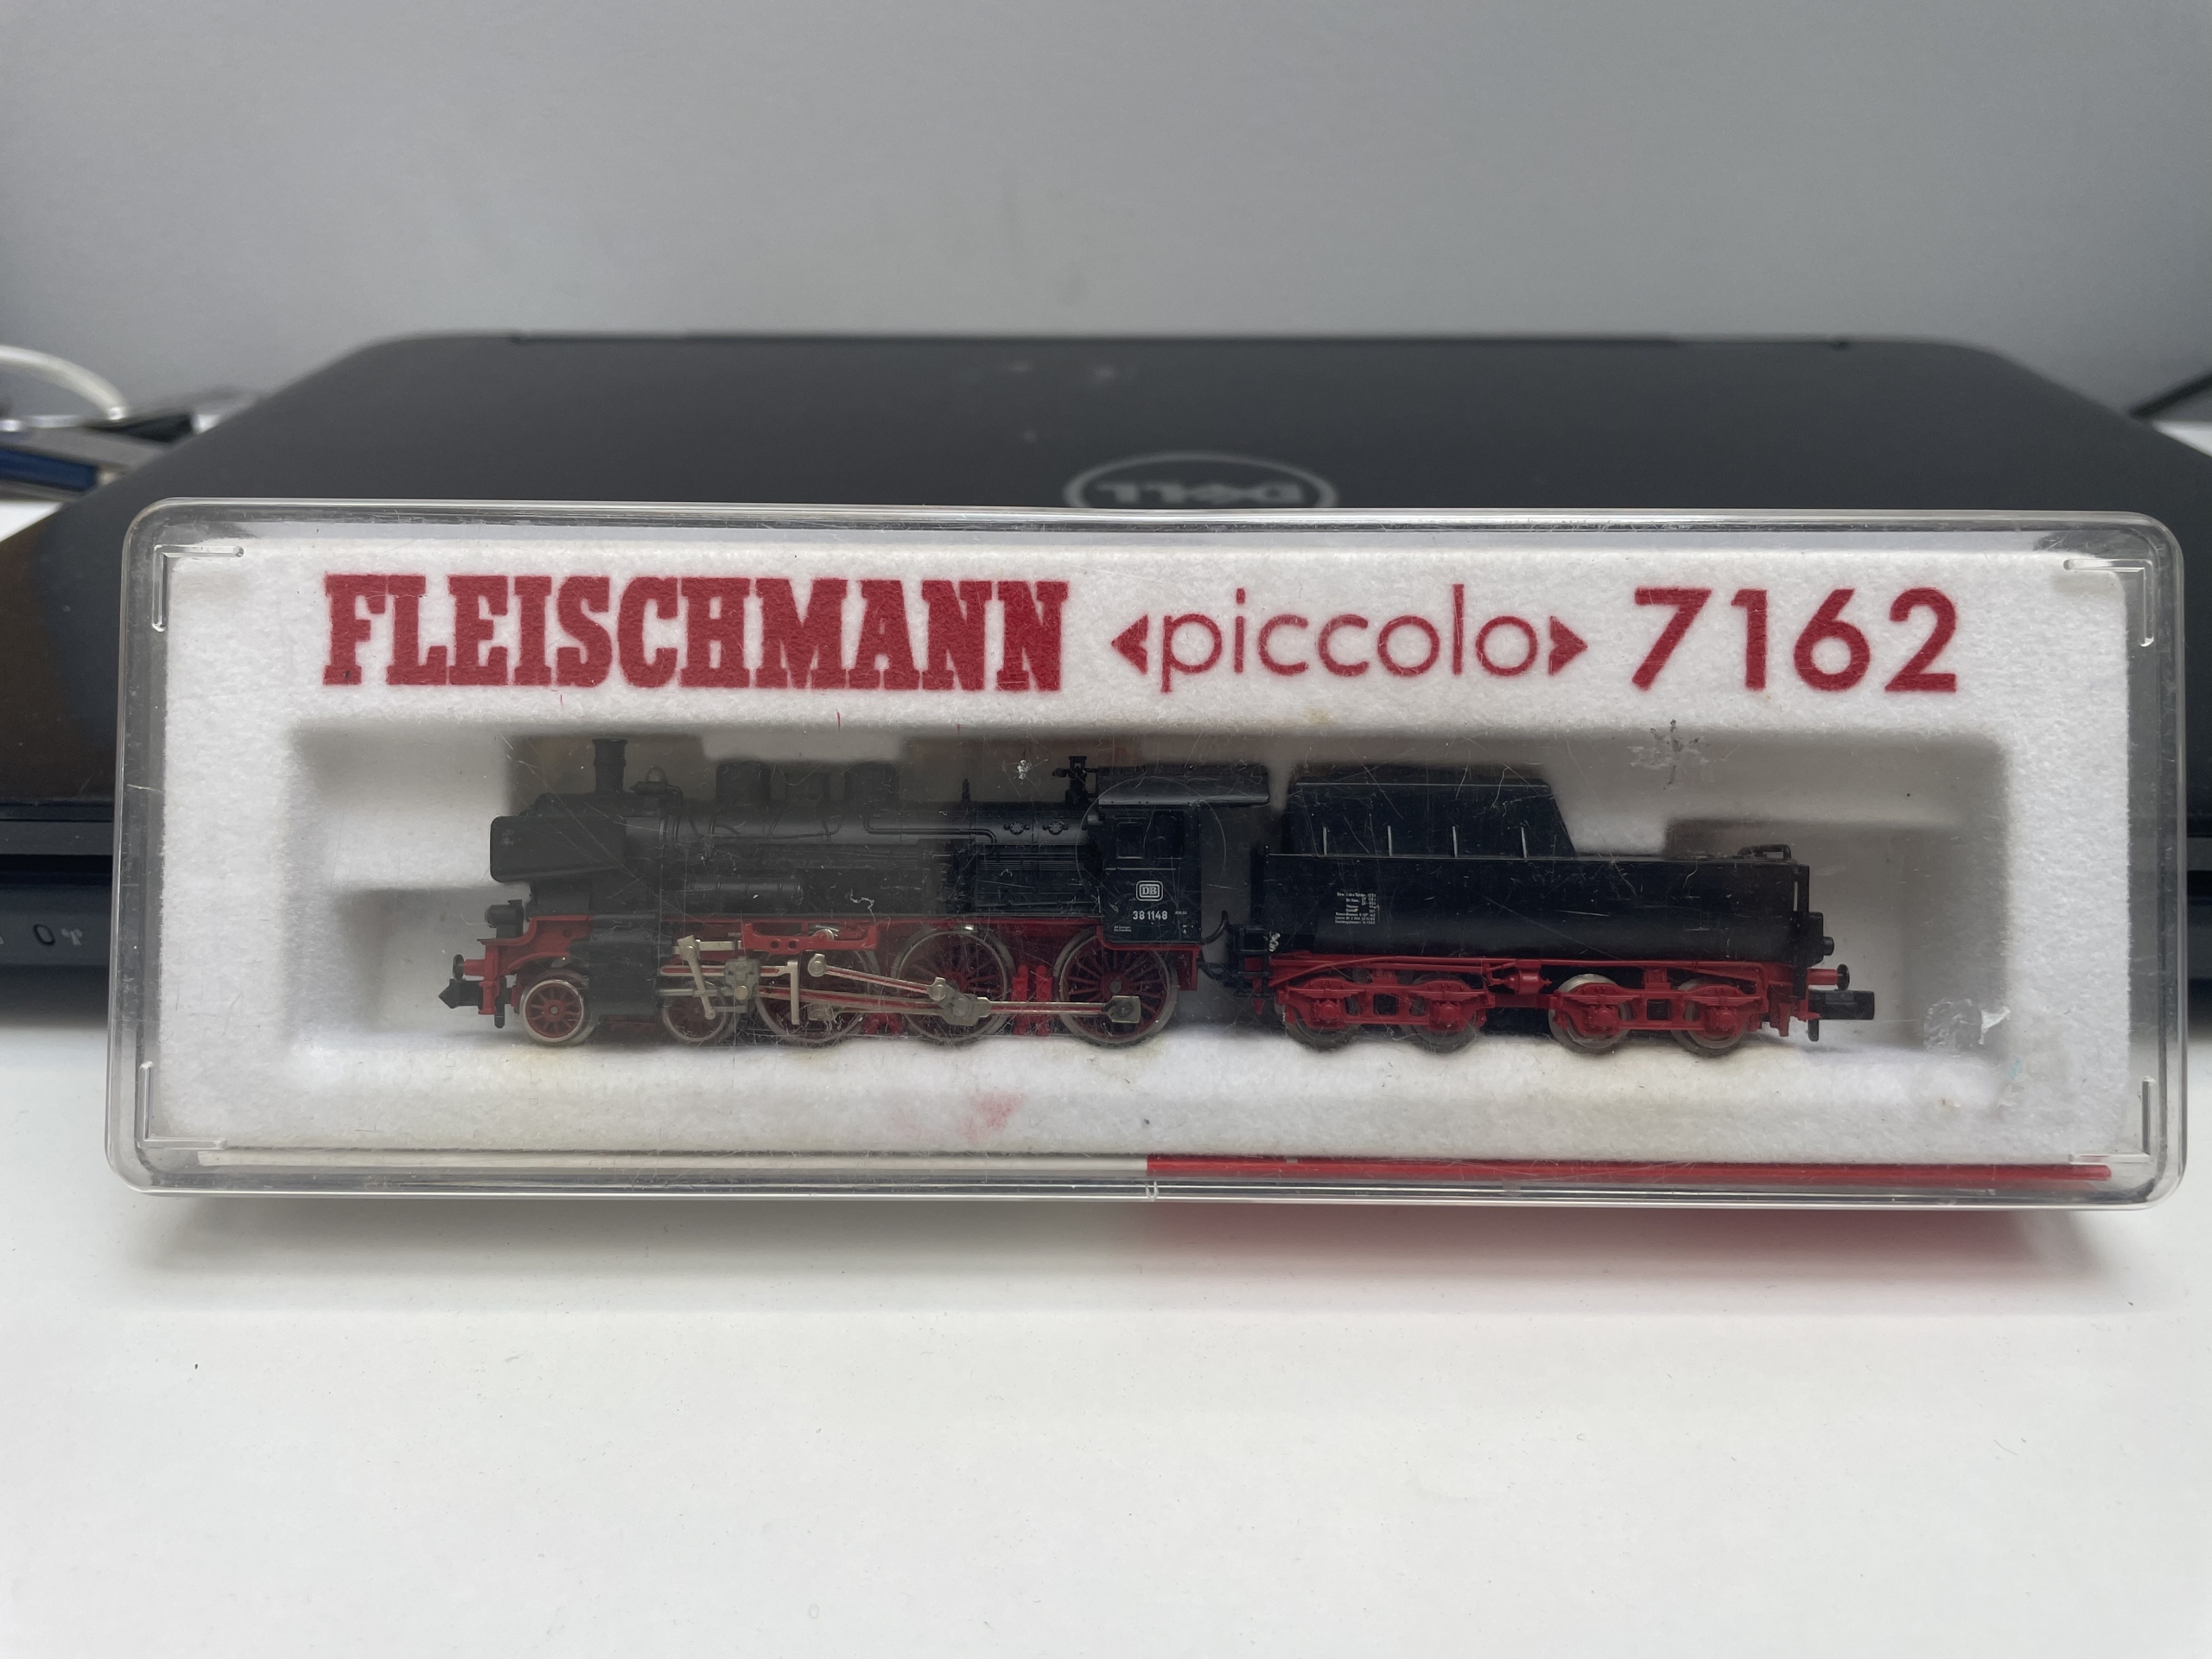 DELL
FLEISCHMANN <piccolo> 7162
DB
38 1148